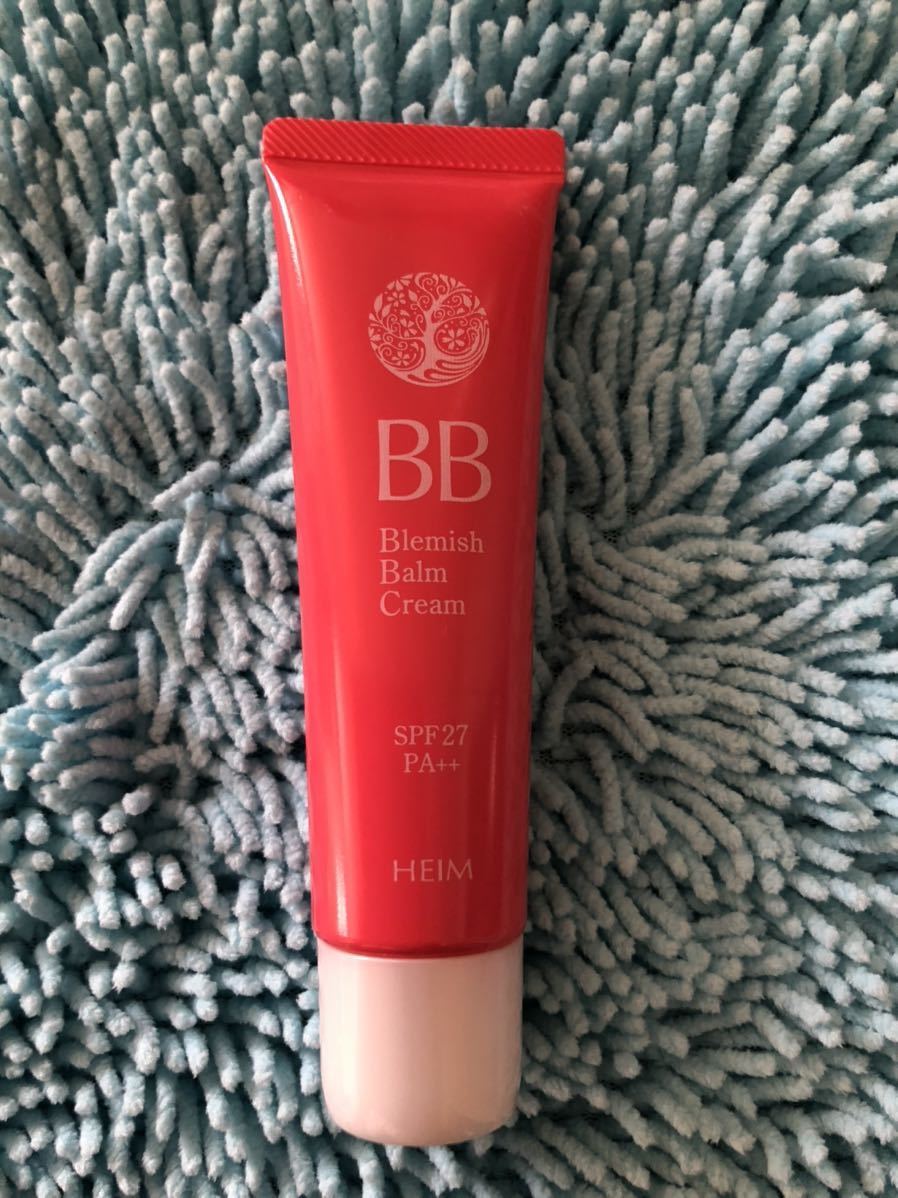 BB
Blemish
Balm
Cream
SPF27
PA++
HEIM